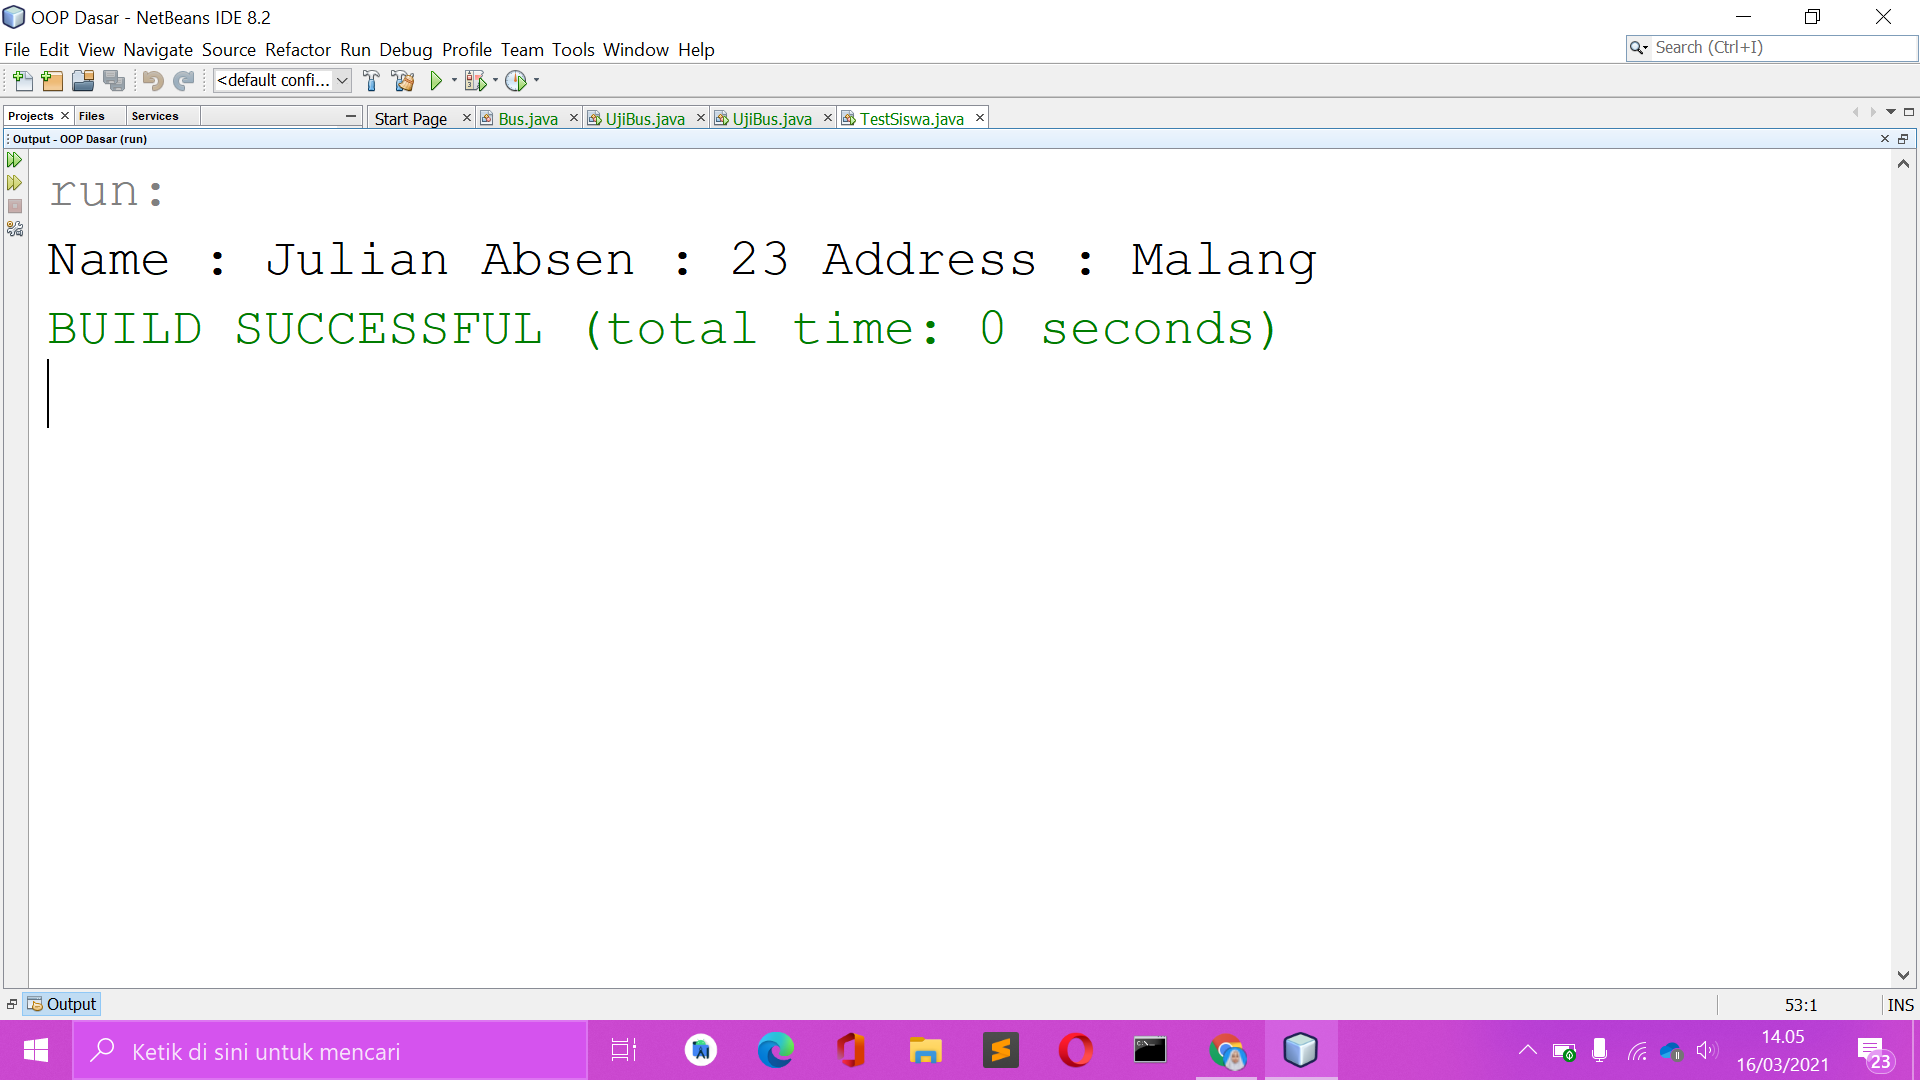 OOP Dasar - NetBeans IDE 8.2
File Edit View Navigate Source Refactor Run Debug Profile Team Tools Window Help
Search (Ctrl+I)
<default confi...
Projects Files Services
Start Page Bus.java UjiBus.java UjiBus.java TestSiswa.java
Output - OOP Dasar (run)
run:
Name : Julian Absen : 23 Address : Malang
BUILD SUCCESSFUL (total time: 0 seconds)
Output
53:1 INS
Ketik di sini untuk mencari
14.05
16/03/2021
23